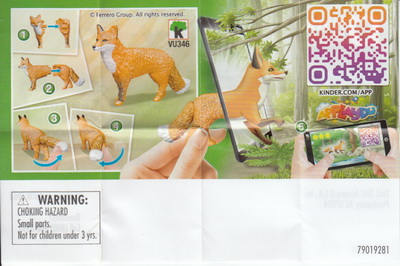 © Ferrero Group. All rights reserved.
VU346
1
2
3
KINDER.COM/APP
Applaydu
WARNING:
CHOKING HAZARD
Small parts.
Not for children under 3 yrs.
79019281